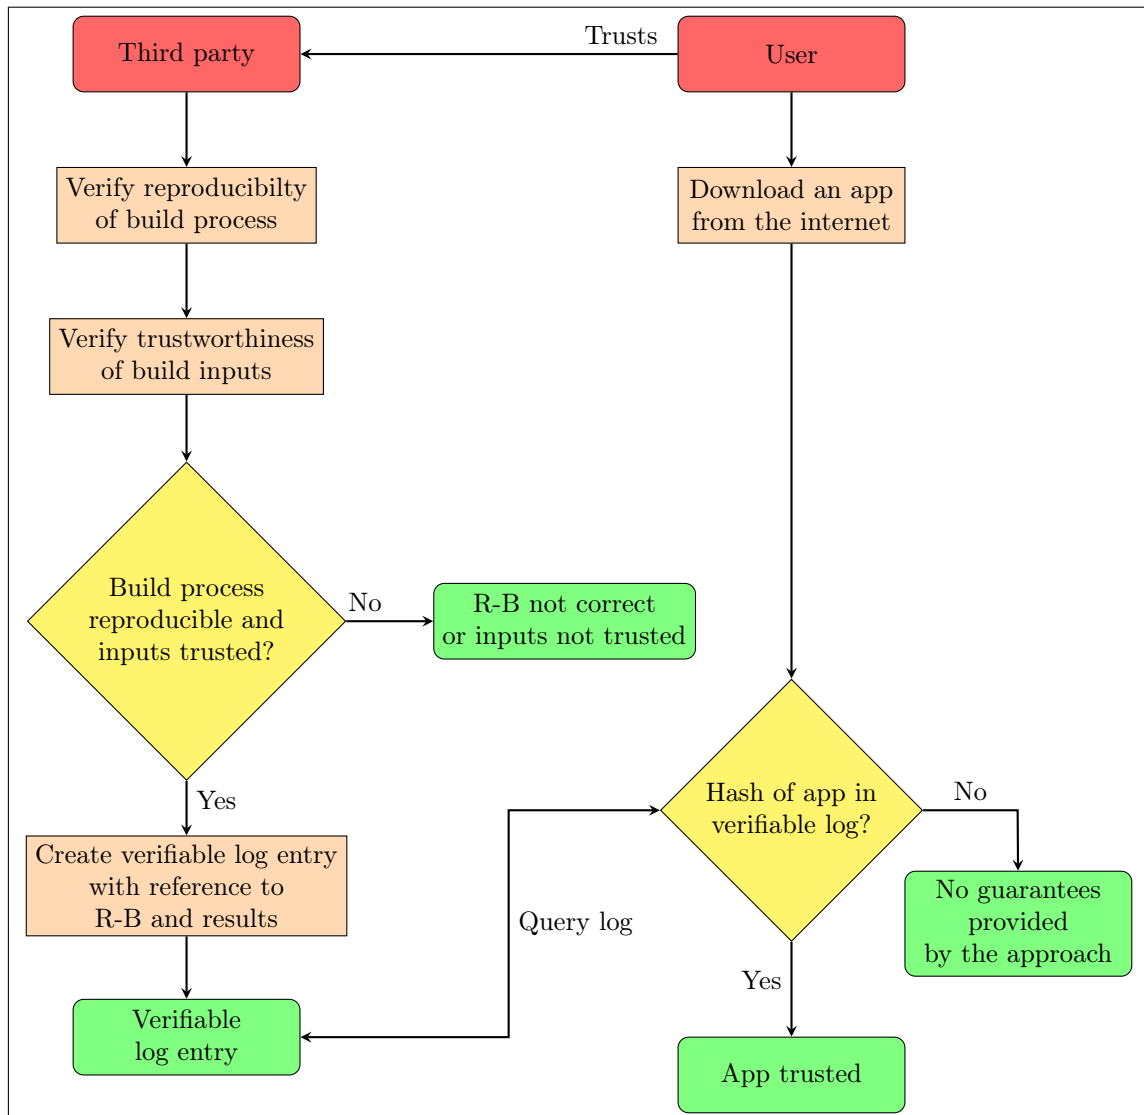 Third party
Trusts
User
Verify reproducibilty
of build process
Download an app
from the internet
Verify trustworthiness
of build inputs
Build process
reproducible and
inputs trusted?
No
R-B not correct
or inputs not trusted
Yes
Hash of app in
verifiable log?
No
Create verifiable log entry
with reference to
R-B and results
Query log
No guarantees
provided
by the approach
Yes
Verifiable
log entry
App trusted